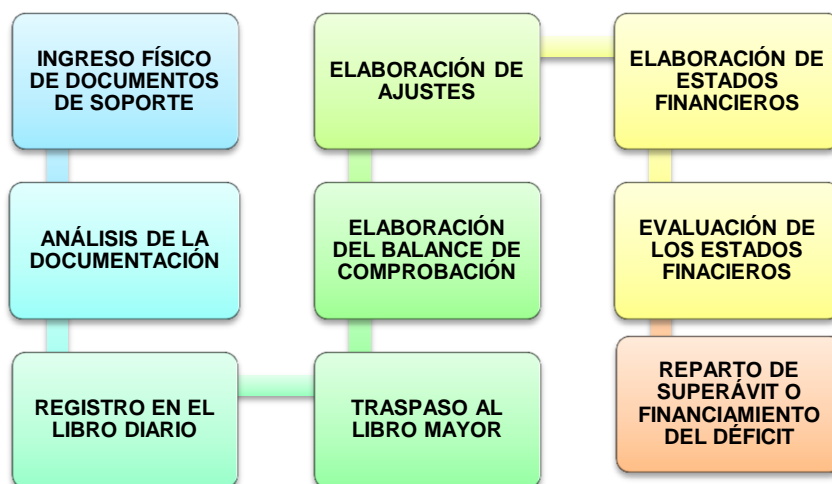 INGRESO FÍSICO
DE DOCUMENTOS
DE SOPORTE
ANÁLISIS DE LA
DOCUMENTACIÓN
REGISTRO EN EL
LIBRO DIARIO
TRASPASO AL
LIBRO MAYOR
ELABORACIÓN
DEL BALANCE DE
COMPROBACIÓN
ELABORACIÓN DE
AJUSTES
ELABORACIÓN DE
ESTADOS
FINANCIEROS
EVALUACIÓN DE
LOS ESTADOS
FINACIEROS
REPARTO DE
SUPERÁVIT O
FINANCIAMIENTO
DEL DÉFICIT